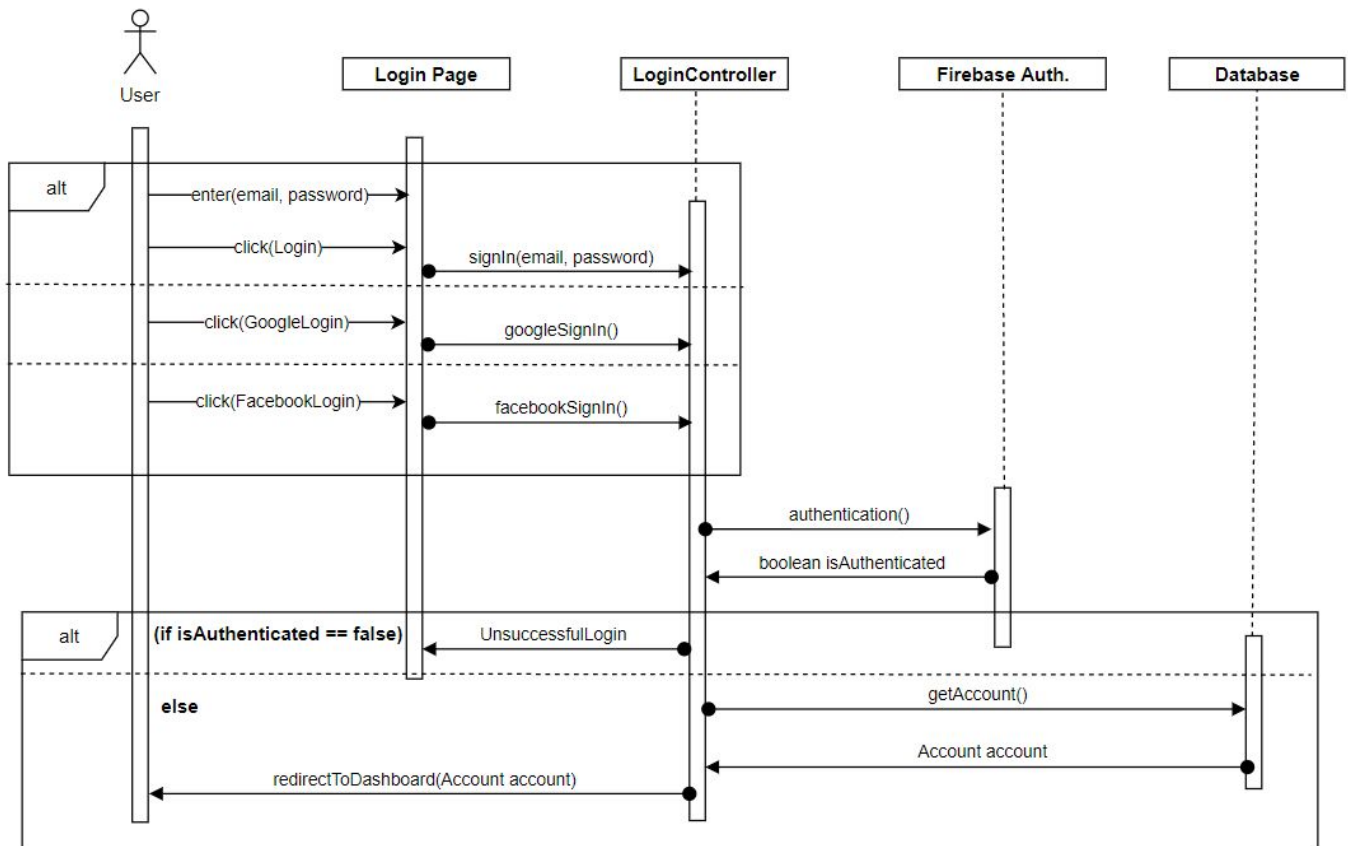 User
Login Page
LoginController
Firebase Auth.
Database
alt
enter(email, password)
click(Login)
signIn(email, password)
click(GoogleLogin)
googleSignIn()
click(FacebookLogin)
facebookSignIn()
authentication()
boolean isAuthenticated
alt
(if isAuthenticated == false)
UnsuccessfulLogin
getAccount()
else
Account account
redirectToDashboard(Account account)